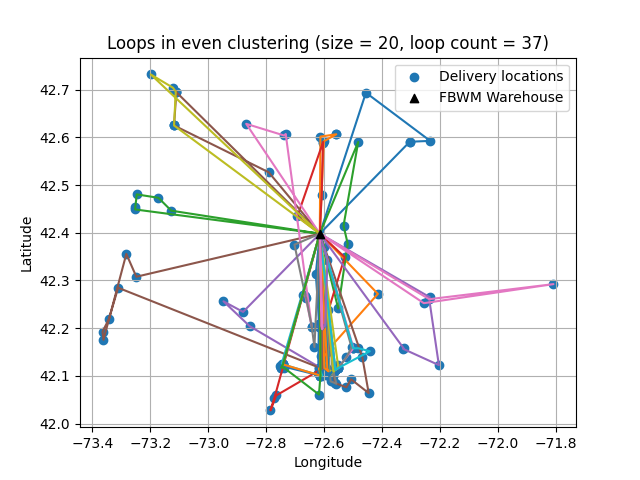 Loops in even clustering (size = 20, loop count = 37)
Delivery locations
FBWM Warehouse
Latitude
42.7
42.6
42.5
42.4
42.3
42.2
42.1
42.0
−73.4 −73.2 −73.0 −72.8 −72.6 −72.4 −72.2 −72.0 −71.8
Longitude